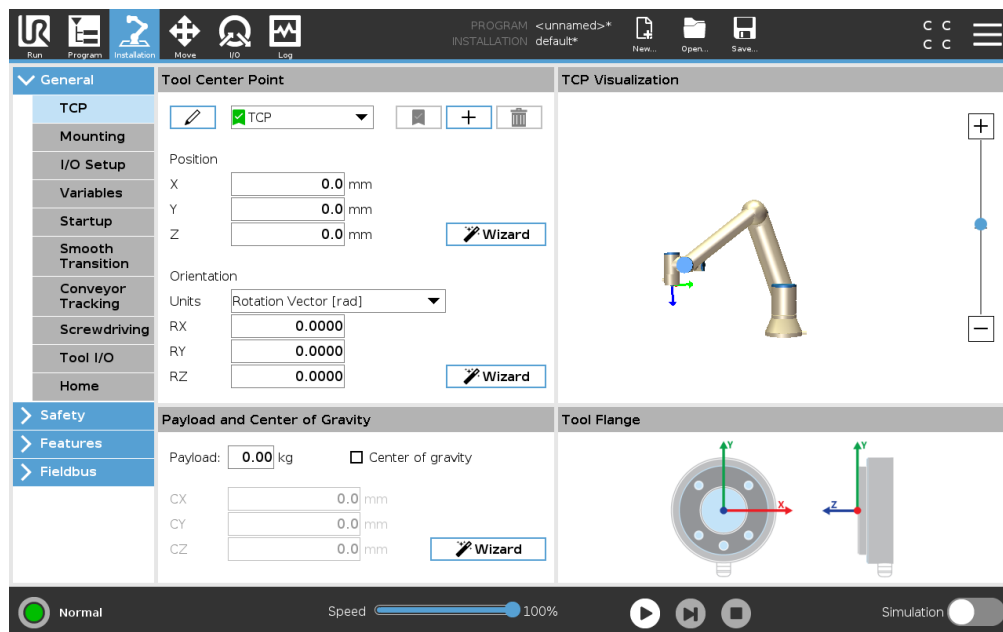 UR
PROGRAM <unnamed>*
INSTALLATION default*
Run Program Installation Move I/O Log New... Open... Save... C C
C C
General
TCP
Mounting
I/O Setup
Variables
Startup
Smooth
Transition
Conveyor
Tracking
Screwdriving
Tool I/O
Home
Safety
Features
Fieldbus
Tool Center Point
TCP
Position
X 0.0 mm
Y 0.0 mm
Z 0.0 mm Wizard
Orientation
Units Rotation Vector [rad]
RX 0.0000
RY 0.0000
RZ 0.0000 Wizard
TCP Visualization
Payload and Center of Gravity
Payload: 0.00 kg Center of gravity
CX 0.0 mm
CY 0.0 mm
CZ 0.0 mm Wizard
Tool Flange
Y Y
X Z
Normal Speed 100% Simulation